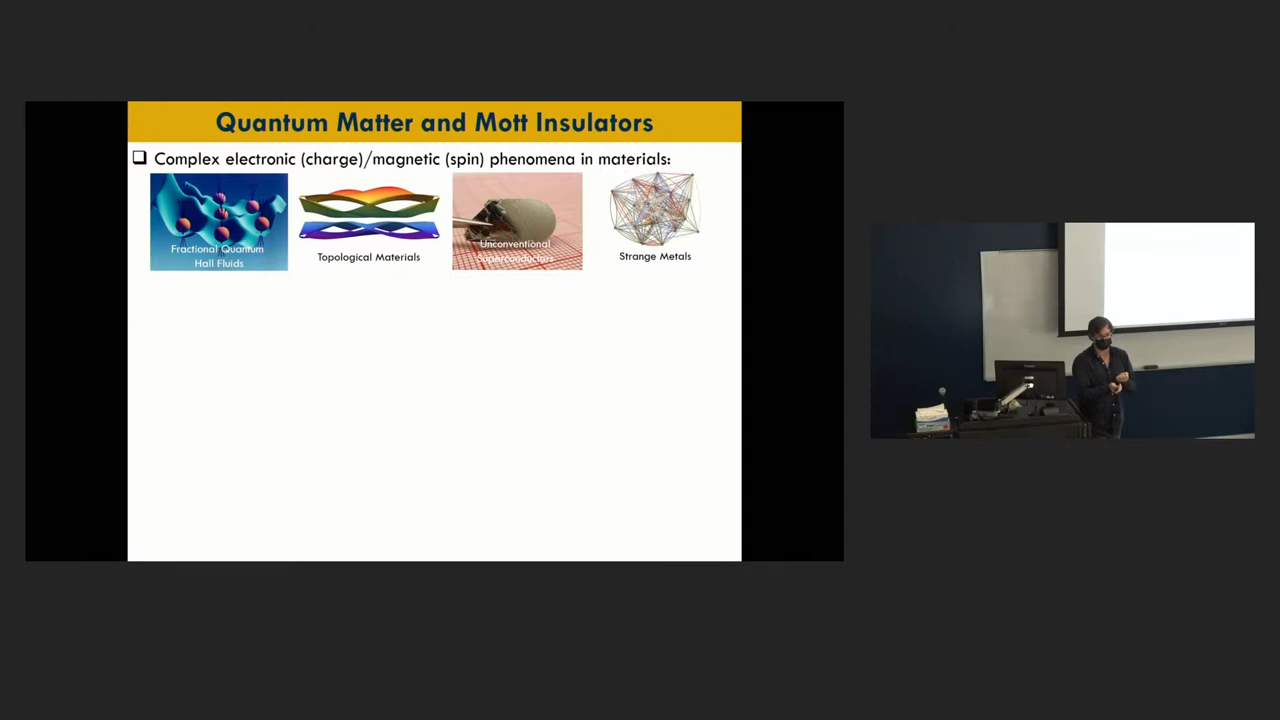 Quantum Matter and Mott Insulators
Complex electronic (charge)/magnetic (spin) phenomena in materials:
Fractional Quantum
Hall Fluids
Topological Materials
Unconventional
Superconductors
Strange Metals